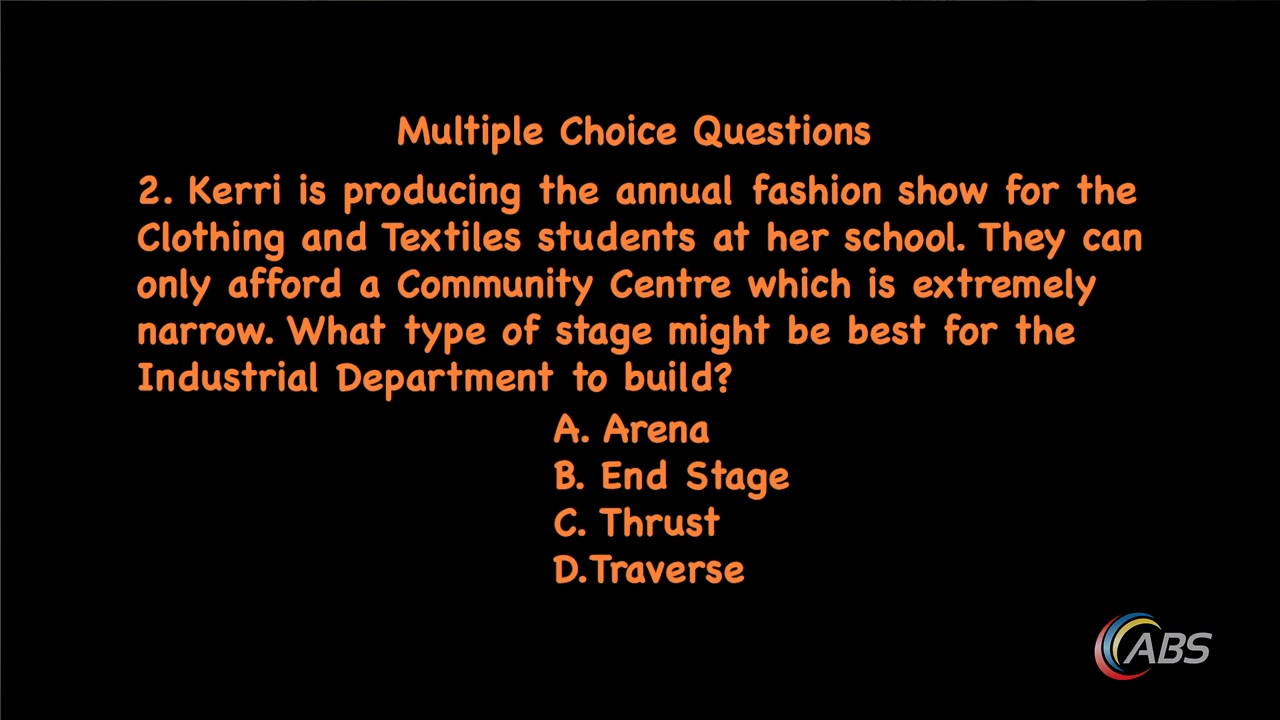 Multiple Choice Questions
2. Kerri is producing the annual fashion show for the
Clothing and Textiles students at her school. They can
only afford a Community Centre which is extremely
narrow. What type of stage might be best for the
Industrial Department to build?
A. Arena
B. End Stage
C. Thrust
D.Traverse
ABS